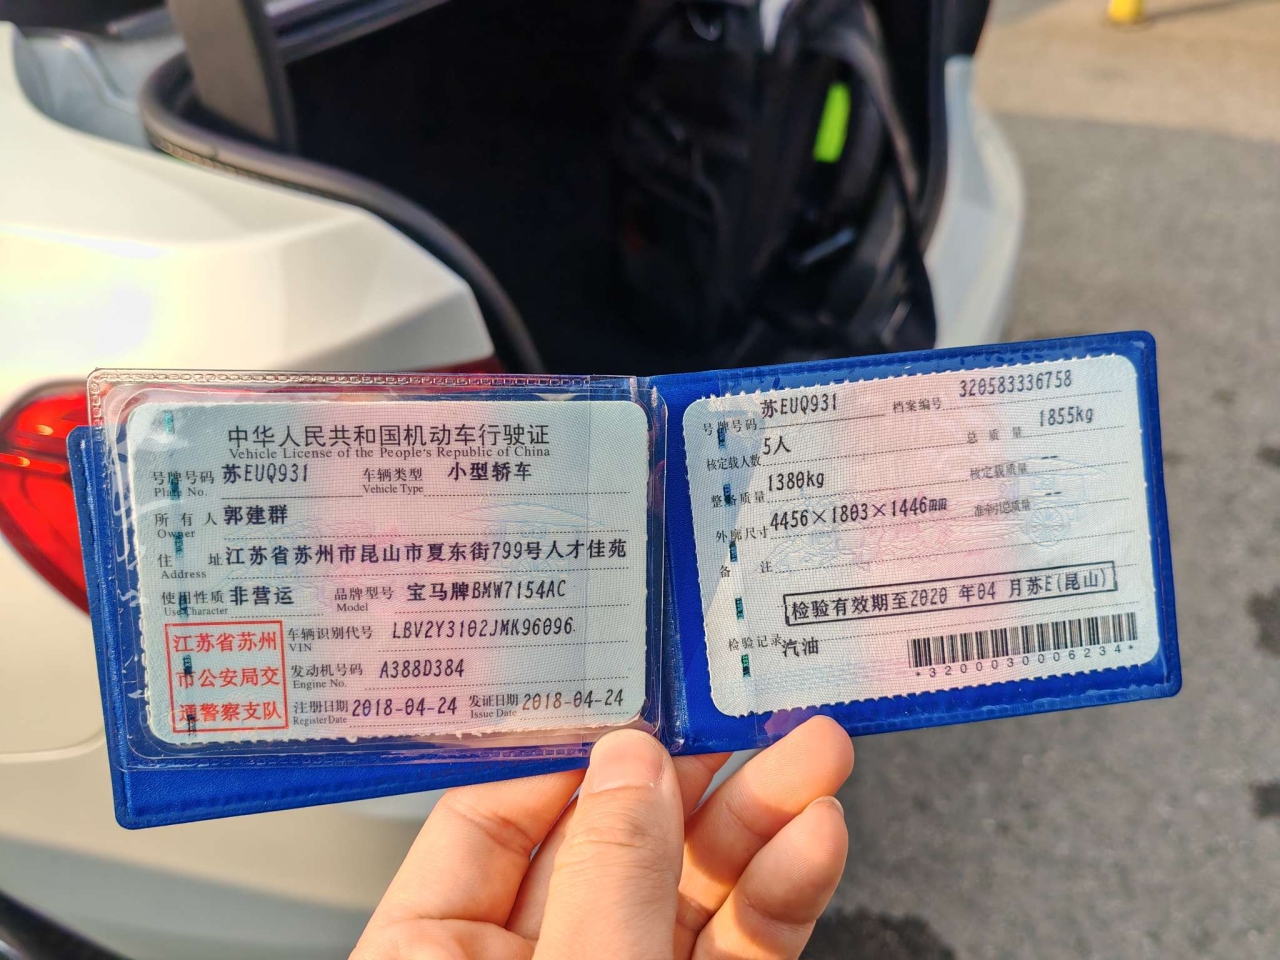 中华人民共和国机动车行驶证
Vehicle License of the People's Republic of China
号牌号码 苏EUQ931 车辆类型 小型轿车
Plate No. Vehicle Type
所有人 郭建群
Owner
住址 江苏省苏州市昆山市夏东街799号人才佳苑
Address
使用性质 非营运 品牌型号 宝马牌BMW7154AC
Use Character Model
江苏省苏州
市公安局交
通警察支队
车辆识别代号 LBV2Y3102JMK96096
VIN
发动机号码 A388D384
Engine No.
注册日期 2018-04-24 发证日期 2018-04-24
Register Date Issue Date
号牌号码 苏EUQ931 档案编号 320583336758
核定载人数 5人 总质量 1855kg
整备质量 1380kg 核定载质量 --
外廓尺寸 4456×1803×1446mm 准牵引总质量 --
备注
检验有效期至2020 年04 月苏E(昆山)
检验记录 汽油
*3200030006234*